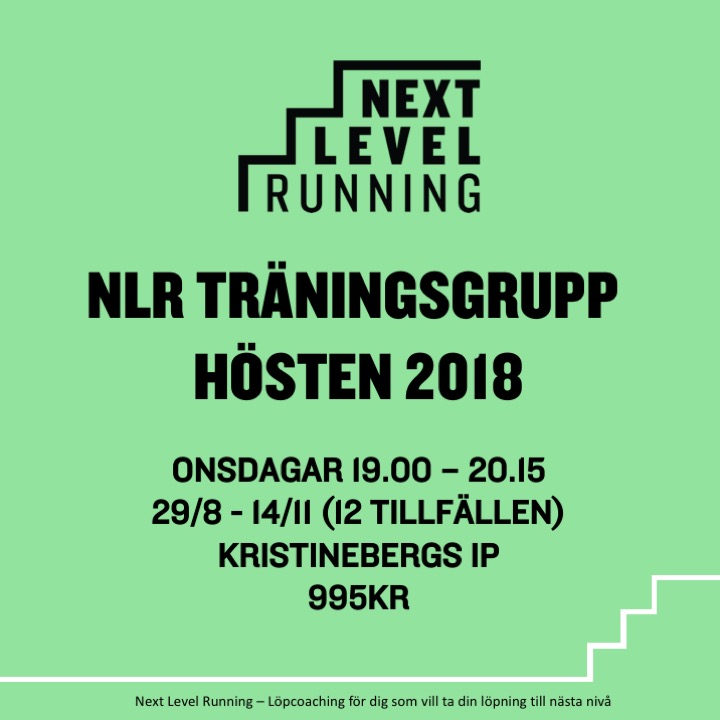 NEXT
LEVEL
RUNNING
NLR TRÄNINGSGRUPP
HÖSTEN 2018
ONSDAGAR 19.00 – 20.15
29/8 - 14/11 (12 TILLFÄLLEN)
KRISTINEBERGS IP
995KR
Next Level Running – Löpcoaching för dig som vill ta din löpning till nästa nivå